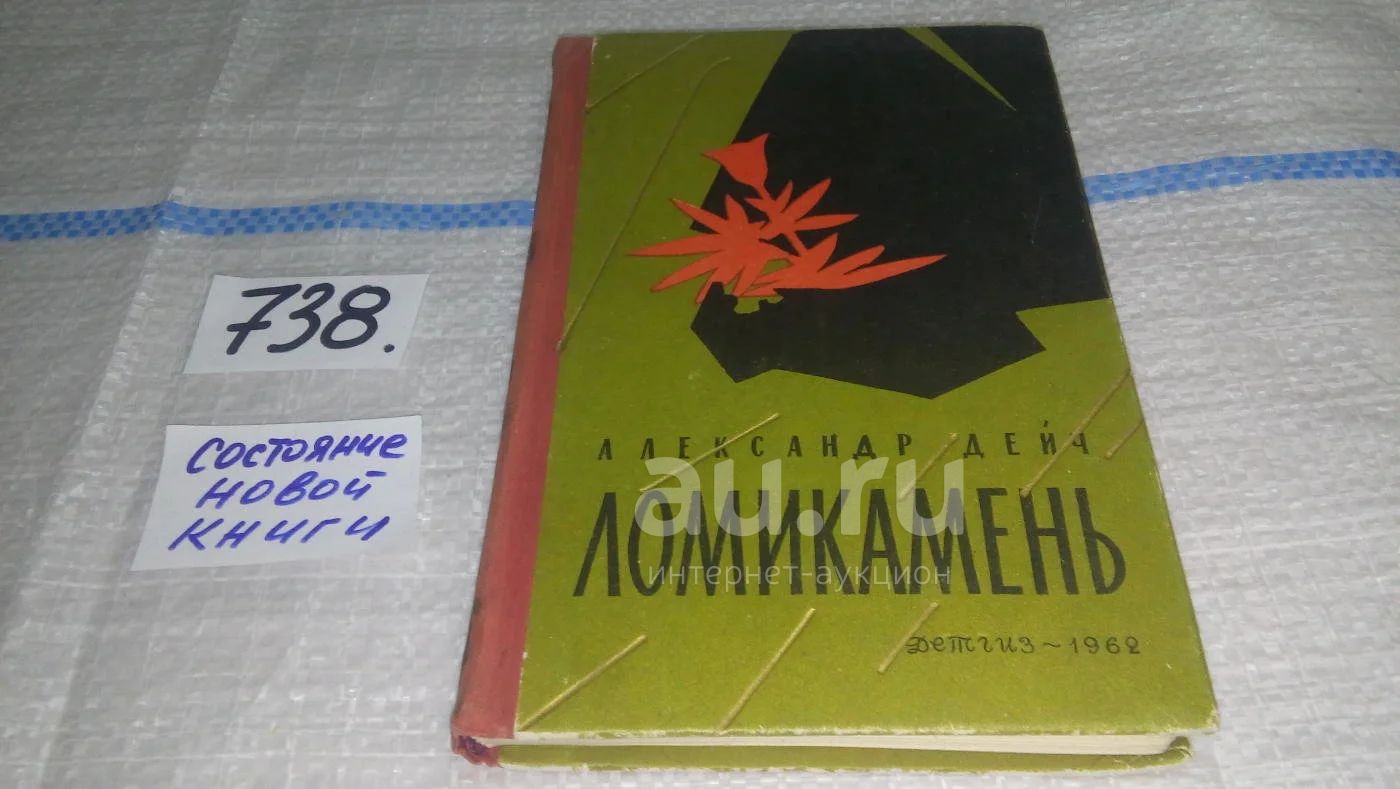 738.
состояние
новой
книги
АЛЕКСАНДР ДЕЙЧ
ЛОМИКАМЕНЬ
Детгиз ~ 1962
au.ru
интернет-аукцион